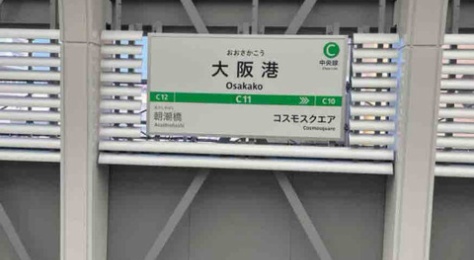 おおさかこう
大阪港
Osakako
C
中央線
C12
C11
C10
朝潮橋
Asashiobashi
コスモスクエア
Cosmosquare